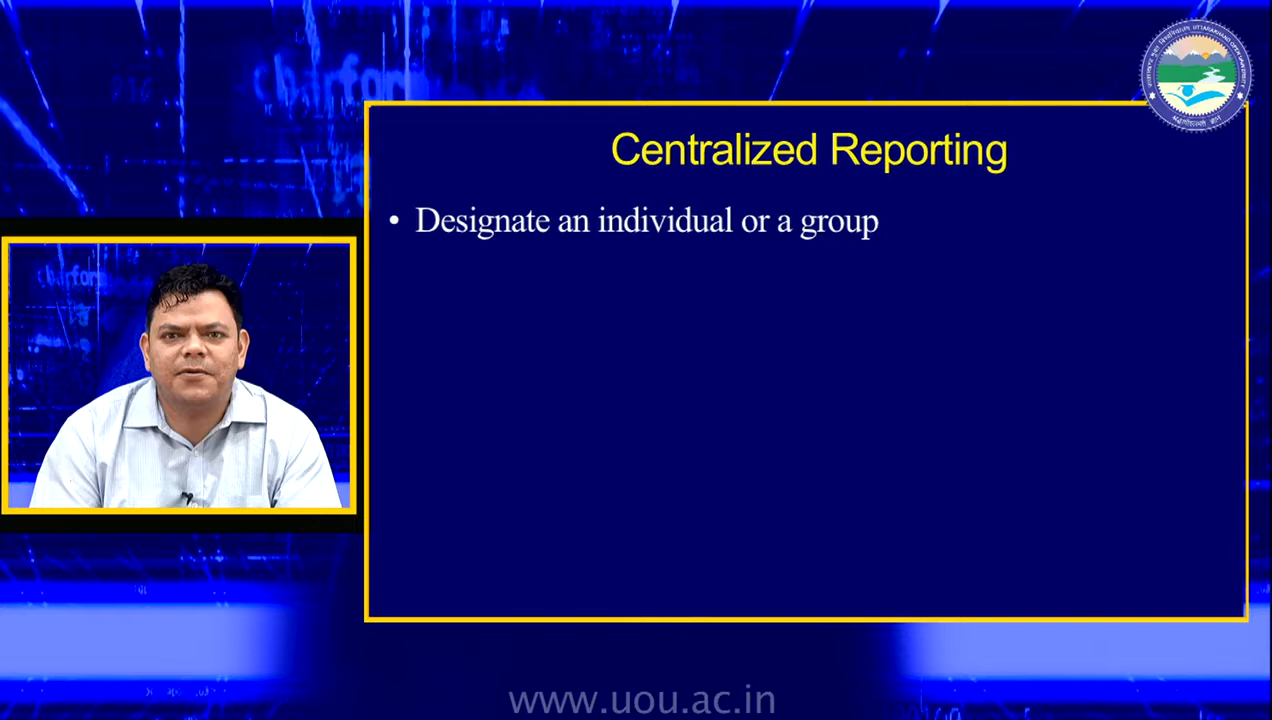 Centralized Reporting
• Designate an individual or a group
www.uou.ac.in